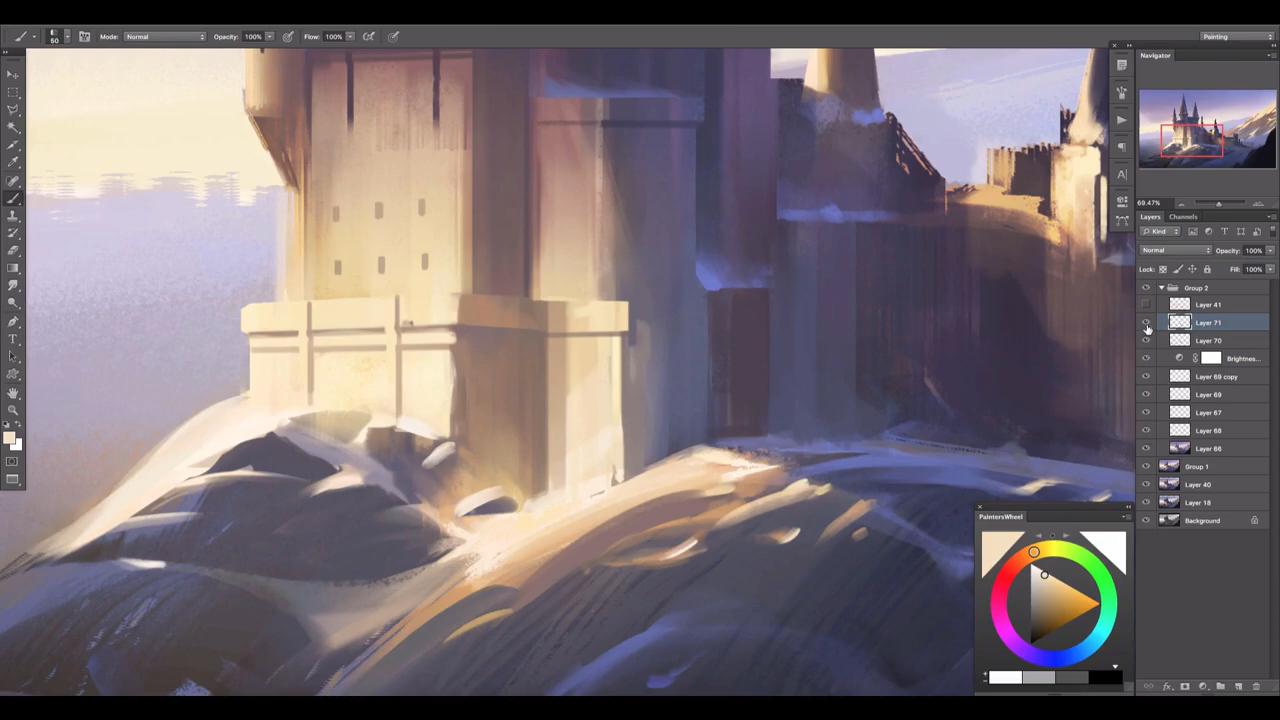 50 Mode: Normal Opacity: 100% Flow: 100% Painting
Navigator
69.47%
Layers Channels
Kind
Normal Opacity: 100%
Lock: Fill: 100%
Group 2
Layer 41
Layer 71
Layer 70
Brightnes...
Layer 69 copy
Layer 69
Layer 67
Layer 68
Layer 66
Group 1
Layer 40
Layer 18
Background
PaintersWheel